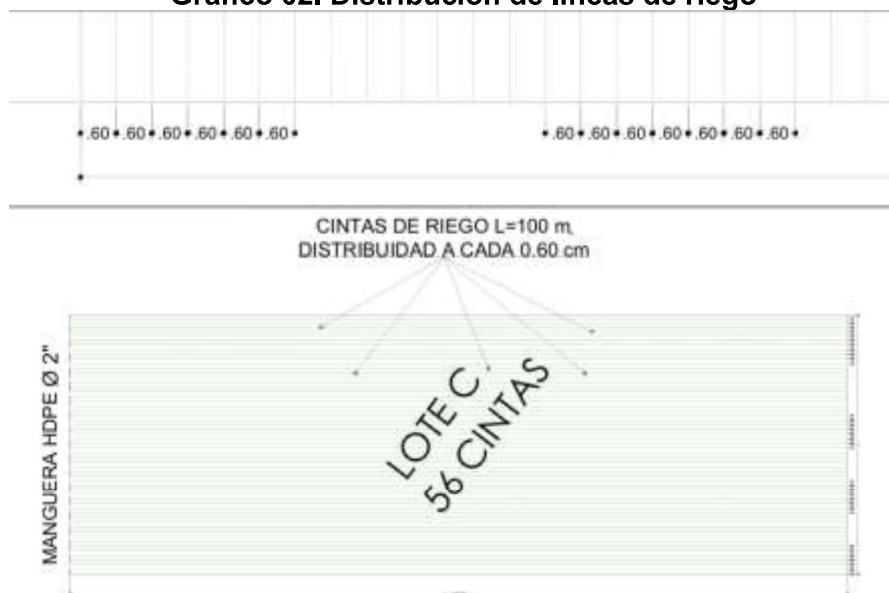 Gráfico 02. Distribución de líneas de riego
.60 .60 .60 .60 .60 .60
.60 .60 .60 .60 .60 .60 .60
CINTAS DE RIEGO L=100 m,
DISTRIBUIDAD A CADA 0.60 cm
MANGUERA HDPE Ø 2"
LOTE C
56 CINTAS